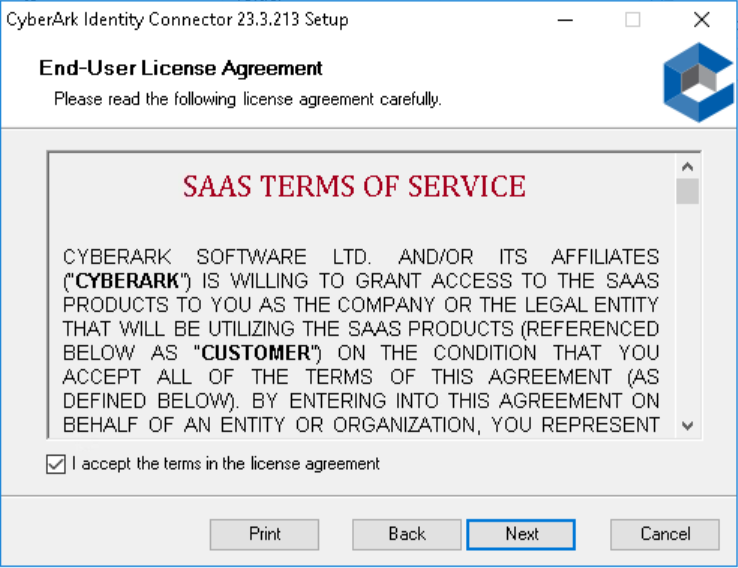 CyberArk Identity Connector 23.3.213 Setup
End-User License Agreement
Please read the following license agreement carefully.
SAAS TERMS OF SERVICE
CYBERARK SOFTWARE LTD. AND/OR ITS AFFILIATES
("CYBERARK") IS WILLING TO GRANT ACCESS TO THE SAAS
PRODUCTS TO YOU AS THE COMPANY OR THE LEGAL ENTITY
THAT WILL BE UTILIZING THE SAAS PRODUCTS (REFERENCED
BELOW AS "CUSTOMER") ON THE CONDITION THAT YOU
ACCEPT ALL OF THE TERMS OF THIS AGREEMENT (AS
DEFINED BELOW). BY ENTERING INTO THIS AGREEMENT ON
BEHALF OF AN ENTITY OR ORGANIZATION, YOU REPRESENT
I accept the terms in the license agreement
Print Back Next Cancel